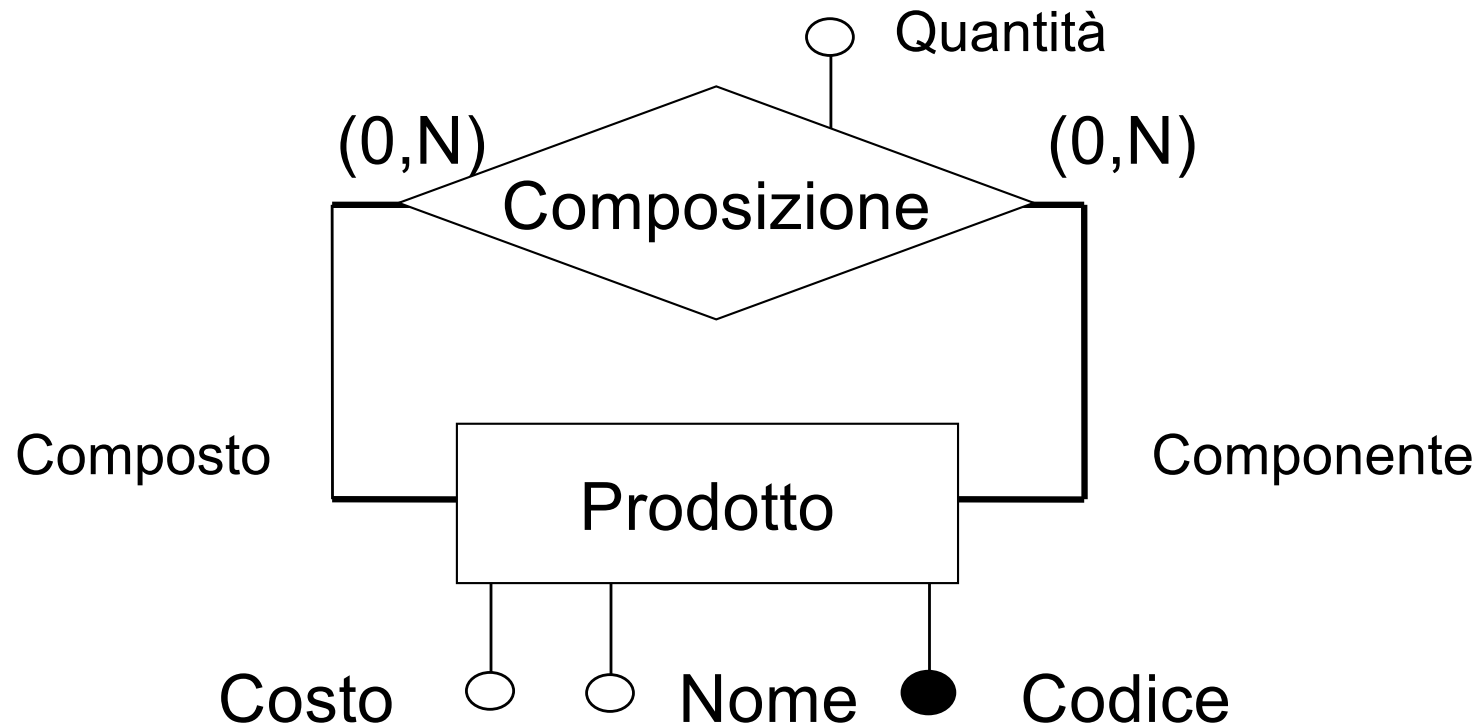 Quantità
(0,N)
(0,N)
Composizione
Composto
Componente
Prodotto
Costo
Nome
Codice